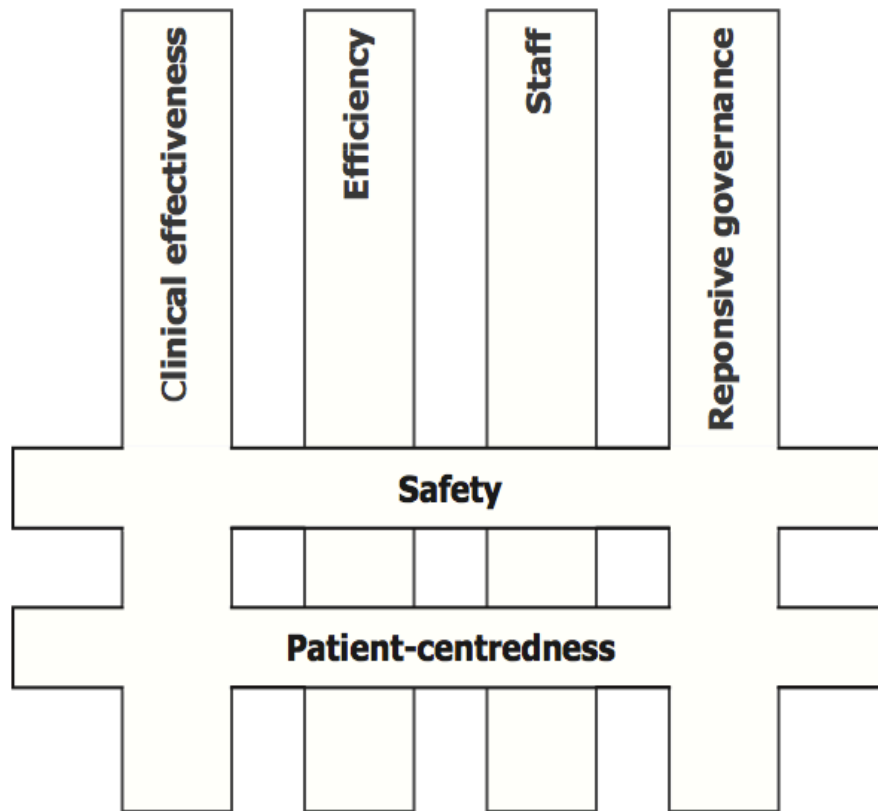 Clinical effectiveness
Efficiency
Staff
Reponsive governance
Safety
Patient-centredness